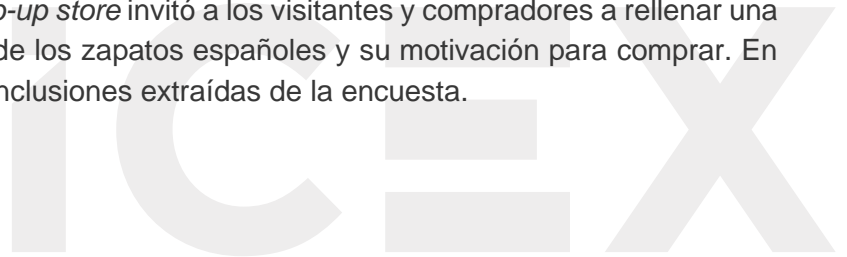 o-up store invitó a los visitantes y compradores a rellenar una
de los zapatos españoles y su motivación para comprar. En
nclusiones extraídas de la encuesta.
ICEX